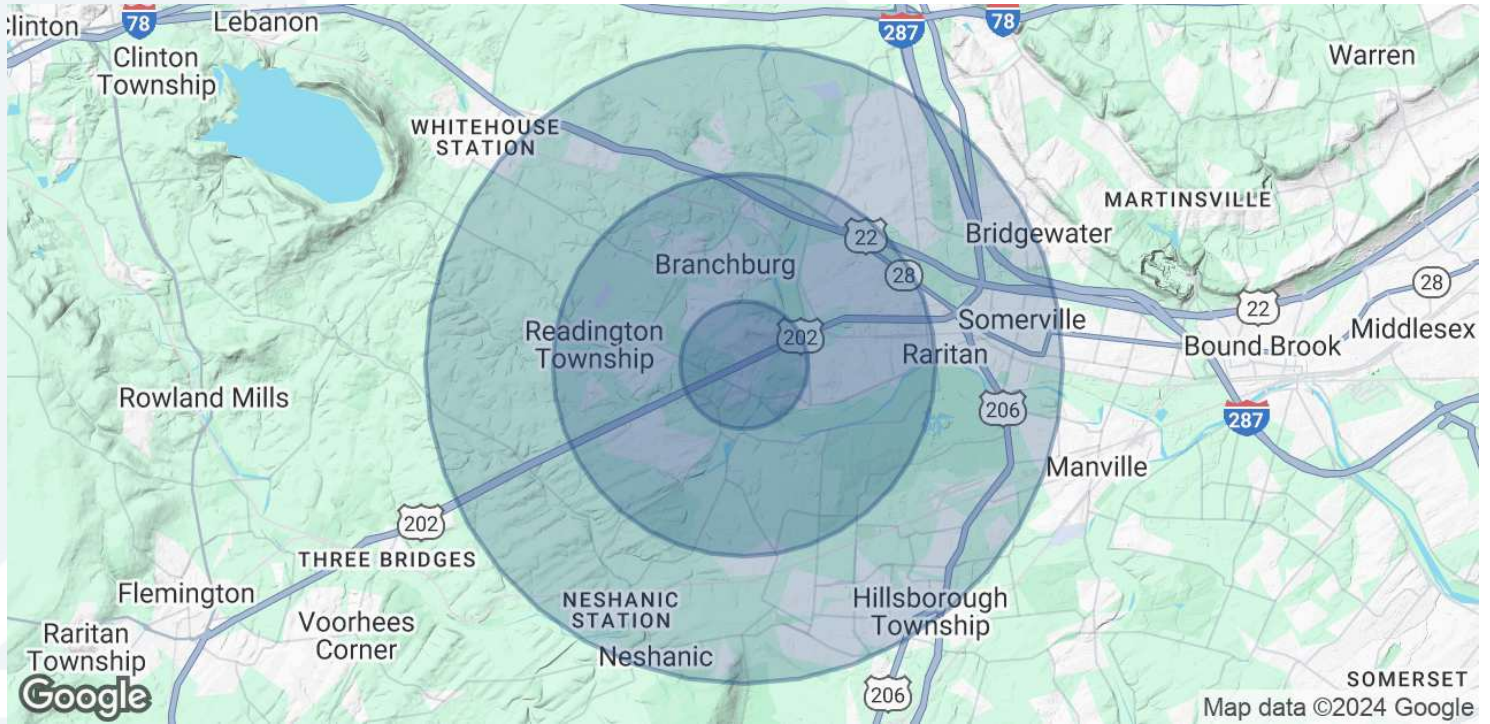 Clinton
78
Lebanon
287
78
Clinton
Township
Warren
WHITEHOUSE
STATION
MARTINSVILLE
22
Bridgewater
Branchburg
28
28
22
Readington
Township
202
Somerville
Middlesex
Raritan
Bound Brook
Rowland Mills
206
287
Manville
202
THREE BRIDGES
Flemington
NESHANIC
STATION
Hillsborough
Township
Voorhees
Corner
Raritan
Township
Neshanic
206
SOMERSET
Google
Map data ©2024 Google